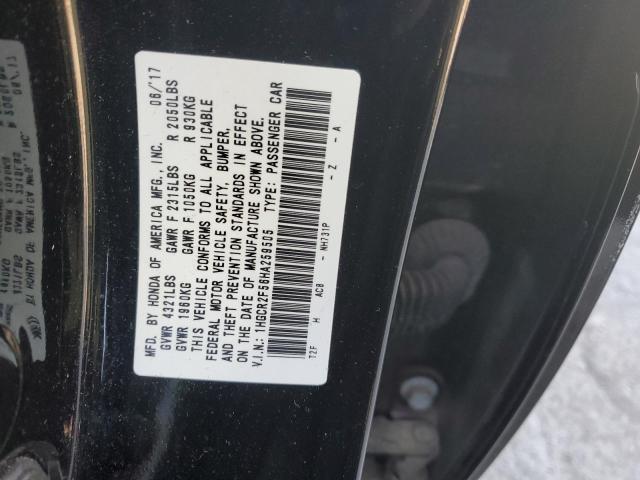 MFD. BY HONDA OF AMERICA MFG., INC. 06/'17
GVWR 4321LBS GAWR F 2315LBS R 2050LBS
GVWR 1960KG GAWR F 1050KG R 930KG
THIS VEHICLE CONFORMS TO ALL APPLICABLE
FEDERAL MOTOR VEHICLE SAFETY, BUMPER,
AND THEFT PREVENTION STANDARDS IN EFFECT
ON THE DATE OF MANUFACTURE SHOWN ABOVE.
V.I.N.: 1HGCR2F56HA259505 TYPE: PASSENGER CAR
T2F H AC8 - NH731P - Z - A